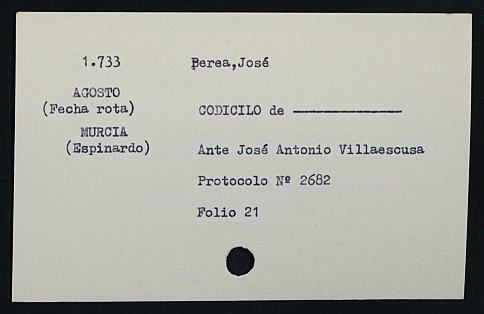 1.733
Perea,José
AGOSTO
(Fecha rota)
CODICILO de ---------------
MURCIA
(Espinardo)
Ante José Antonio Villaescusa
Protocolo Nº 2682
Folio 21